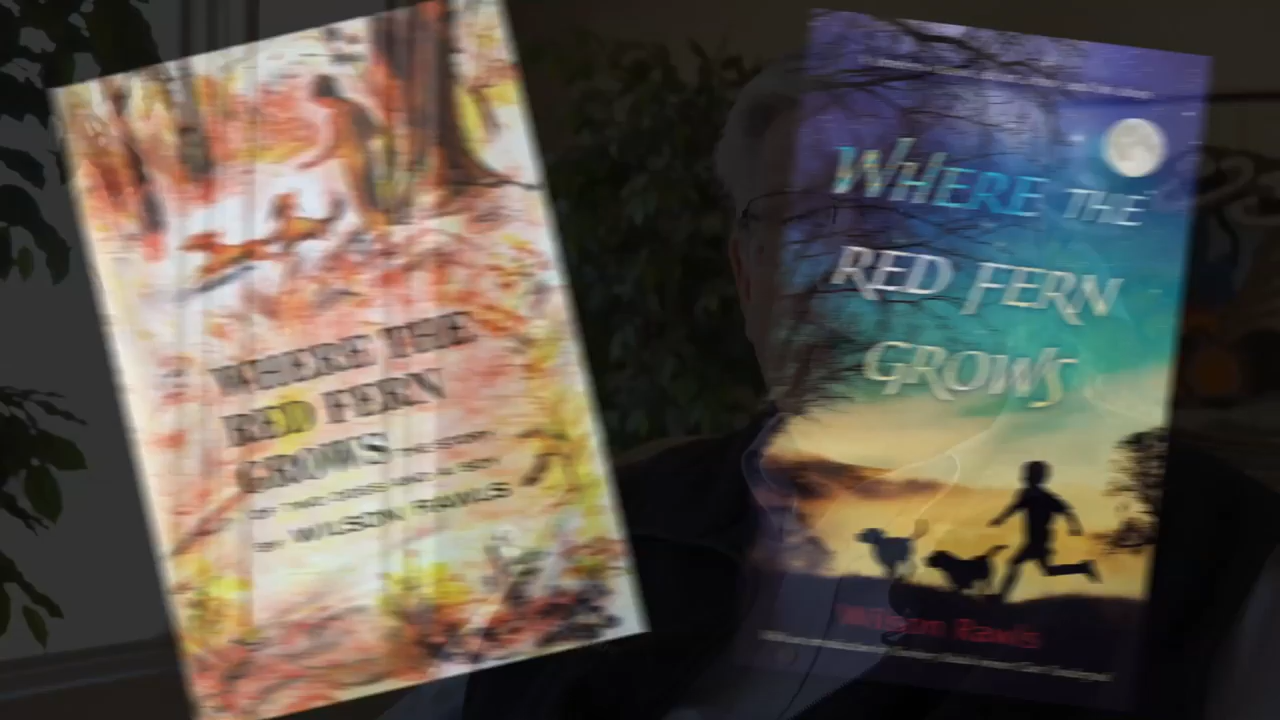 WHERE THE
RED FERN
GROWS THE STORY
OF TWO DOGS AND A BOY
BY WILSON RAWLS
WHERE THE
RED FERN
GROWS
Wilson Rawls